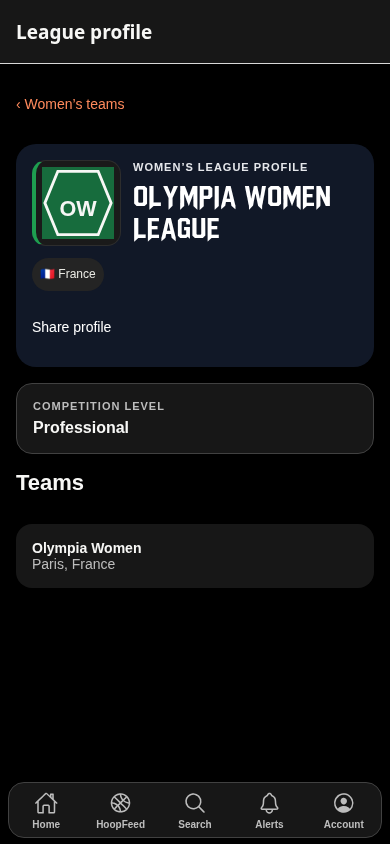 League profile
‹ Women's teams
OW
WOMEN'S LEAGUE PROFILE
OLYMPIA WOMEN
LEAGUE
🇫🇷 France
Share profile
COMPETITION LEVEL
Professional
Teams
Olympia Women
Paris, France
Home
HoopFeed
Search
Alerts
Account